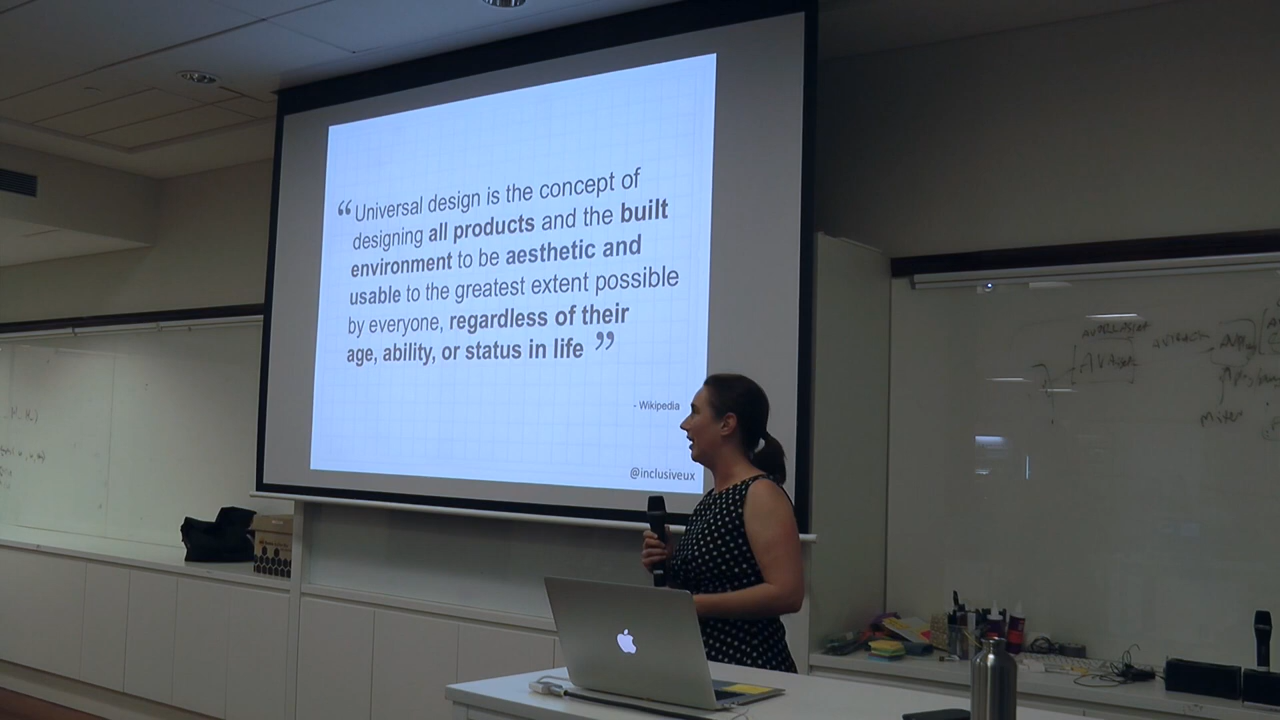 “ Universal design is the concept of
designing all products and the built
environment to be aesthetic and
usable to the greatest extent possible
by everyone, regardless of their
age, ability, or status in life ”
- Wikipedia
@inclusiveux